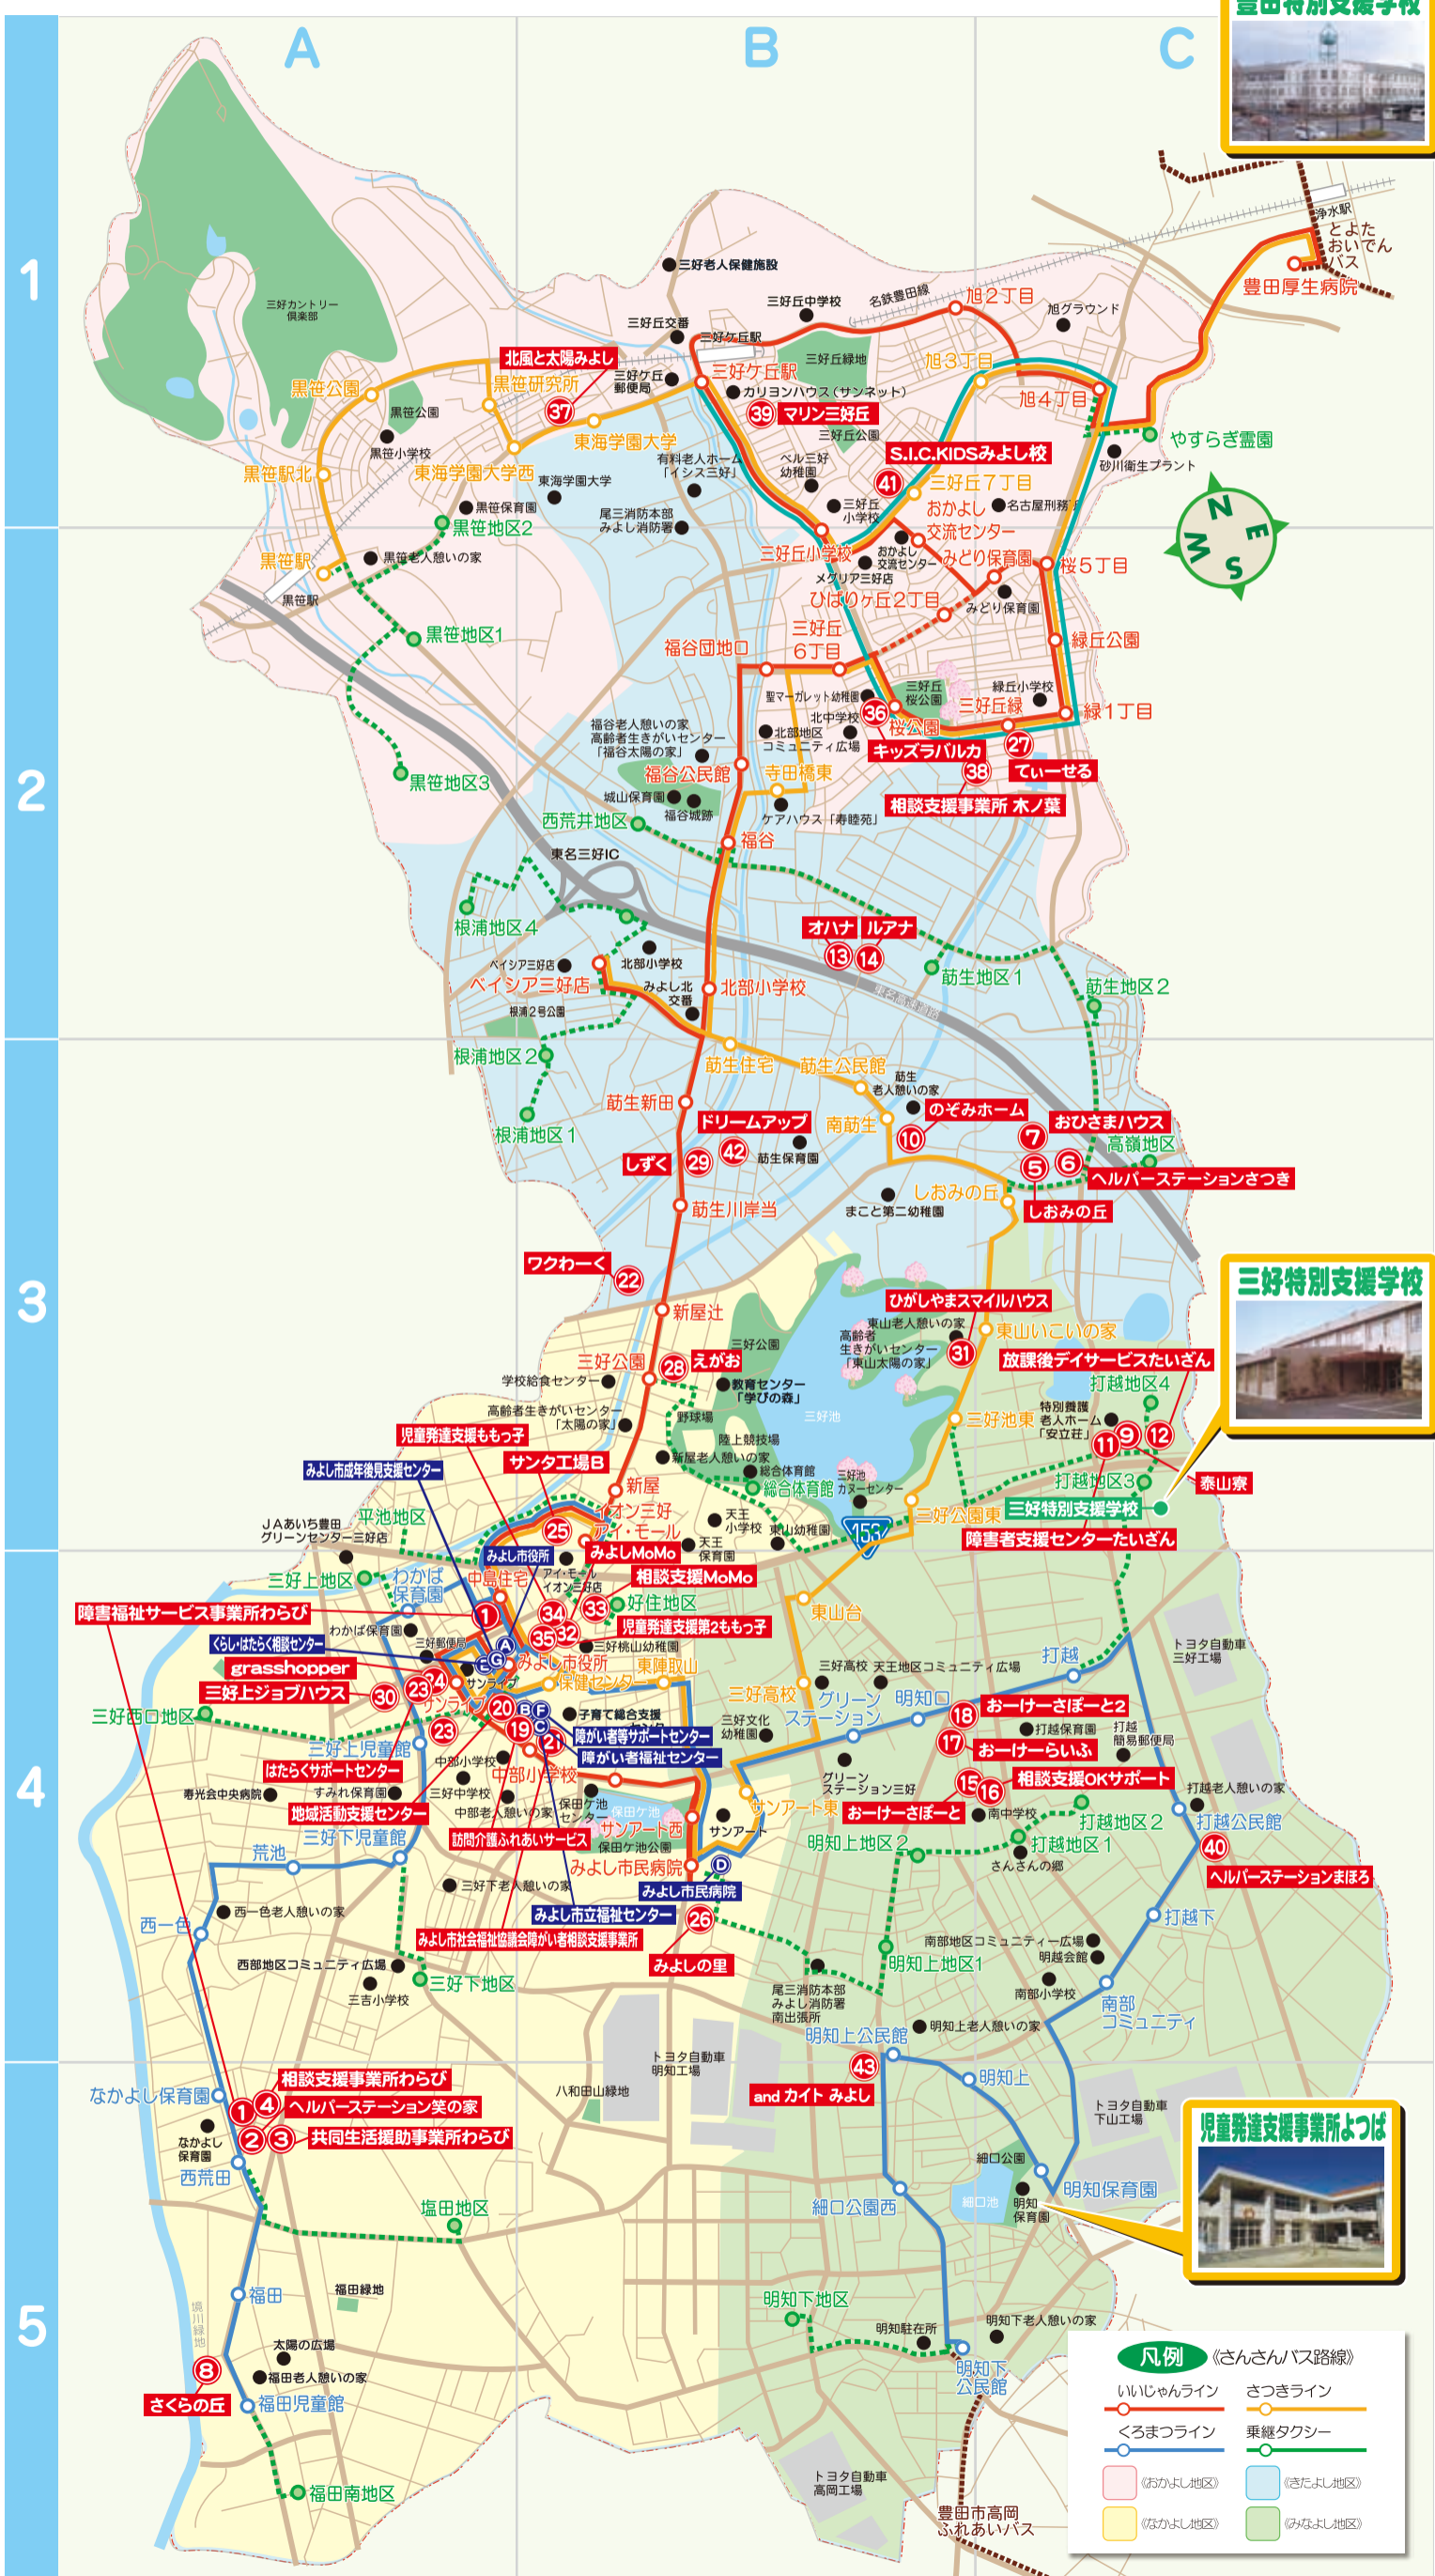 豊田特別支援学校
A
B
C
1
浄水駅
とよた
おいでん
バス
豊田厚生病院
三好カントリー
倶楽部
三好老人保健施設
三好丘中学校
名鉄豊田線
旭2丁目
旭グラウンド
三好丘交番
三好ケ丘駅
三好丘緑地
旭3丁目
北風と太陽みよし
黒笹研究所
三好ケ丘
郵便局
三好ケ丘駅
カリヨンハウス(サンネット)
旭4丁目
黒笹公園
黒笹公園
37
39
マリン三好丘
東海学園大学
三好丘公園
やすらぎ霊園
黒笹小学校
有料老人ホーム
「イシス三好」
ベル三好
幼稚園
S.I.C.KIDSみよし校
砂川衛生プラント
黒笹駅北
東海学園大学西
東海学園大学
41
三好丘7丁目
黒笹保育園
三好丘
小学校
おかよし
交流センター
N
E
S
W
黒笹地区2
尾三消防本部
みよし消防署
三好丘小学校
おかよし
交流センター
みどり保育園
桜5丁目
2
黒笹駅
黒笹老人憩いの家
メグリア三好店
黒笹駅
ひばりヶ丘2丁目
みどり保育園
黒笹地区1
福谷団地口
三好丘
6丁目
緑丘公園
聖マーガレット幼稚園
三好丘
桜公園
緑丘小学校
36
桜公園
三好丘緑
緑1丁目
福谷老人憩いの家
高齢者生きがいセンター
「福谷太陽の家」
北部地区
コミュニティ広場
北中学校
キッズラバルカ
27
38
てぃーせる
黒笹地区3
福谷公民館
寺田橋東
相談支援事業所 木ノ葉
城山保育園
福谷城跡
ケアハウス「寿睦苑」
西荒井地区
福谷
東名三好IC
根浦地区4
オハナ
ルアナ
13
14
ベイシア三好店
ベイシア三好店
北部小学校
みよし北
交番
北部小学校
莇生地区1
莇生地区2
根浦2号公園
3
根浦地区2
莇生住宅
莇生公民館
莇生
老人憩いの家
莇生新田
根浦地区1
ドリームアップ
南莇生
のぞみホーム
10
7
おひさまハウス
高嶺地区
しずく
29
42
莇生保育園
5
6
ヘルパーステーションさつき
しおみの丘
しおみの丘
莇生川岸当
まこと第二幼稚園
ワクわーく
22
三好特別支援学校
新屋辻
ひがしやまスマイルハウス
三好公園
東山老人憩いの家
高齢者
生きがいセンター
「東山太陽の家」
31
東山いこいの家
三好公園
28
えがお
放課後デイサービスたいざん
学校給食センター
教育センター
「学びの森」
打越地区4
高齢者生きがいセンター
「太陽の家」
野球場
三好池
三好池東
特別養護
老人ホーム
「安立荘」
11
9
12
児童発達支援ももっ子
陸上競技場
みよし市成年後見支援センター
サンタ工場B
新屋老人憩いの家
総合体育館
総合体育館
三好池
カヌーセンター
打越地区3
泰山寮
新屋
三好特別支援学校
平池地区
イオン三好
アイ・モール
天王
小学校
東山幼稚園
153
三好公園東
障害者支援センターたいざん
JAあいち豊田
グリーンセンター三好店
25
みよし市役所
みよしMoMo
天王
保育園
4
三好上地区
わかば
保育園
中島住宅
アイ・モール
イオン三好店
相談支援MoMo
障害福祉サービス事業所わらび
1
34
33
好住地区
東山台
わかば保育園
35
32
児童発達支援第2ももっ子
トヨタ自動車
三好工場
くらし・はたらく相談センター
三好郵便局
A
E
G
三好桃山幼稚園
みよし市役所
打越
grasshopper
24
サンライブ
保健センター
東陣取山
三好高校
三好高校
天王地区コミュニティ広場
三好上ジョブハウス
30
23
サンライブ
グリーン
ステーション
明知口
おーけーさぽーと2
18
三好西口地区
20
B
F
子育て総合支援
三好文化
幼稚園
打越保育園
打越
簡易郵便局
23
19
C
21
障がい者等サポートセンター
障がい者福祉センター
17
おーけーらいふ
三好上児童館
中部小学校
中部小学校
はたらくサポートセンター
三好中学校
グリーン
ステーション三好
15
16
相談支援OKサポート
寿光会中央病院
すみれ保育園
保田ケ池
センター
保田ケ池
サンアート東
打越老人憩いの家
地域活動支援センター
中部老人憩いの家
おーけーさぽーと
南中学校
打越地区2
打越公民館
訪問介護ふれあいサービス
サンアート西
サンアート
明知上地区2
打越地区1
三好下児童館
保田ケ池公園
さんさんの郷
40
荒池
みよし市民病院
D
ヘルパーステーションまほろ
三好下老人憩いの家
みよし市民病院
みよし市立福祉センター
西一色
西一色老人憩いの家
26
打越下
みよし市社会福祉協議会障がい者相談支援事業所
南部地区コミュニティー広場
明越会館
西部地区コミュニティ広場
みよしの里
明知上地区1
三好下地区
三吉小学校
尾三消防本部
みよし消防署
南出張所
南部小学校
南部
コミュニティ
明知上老人憩いの家
明知上公民館
トヨタ自動車
明知工場
43
明知上
5
なかよし保育園
相談支援事業所わらび
八和田山緑地
and カイト みよし
トヨタ自動車
下山工場
1
4
ヘルパーステーション笑の家
児童発達支援事業所よつば
なかよし
保育園
2
3
共同生活援助事業所わらび
西荒田
細口公園
細口池
明知
保育園
明知保育園
塩田地区
細口公園西
福田
福田緑地
明知下地区
境川緑地
明知駐在所
明知下老人憩いの家
太陽の広場
8
福田老人憩いの家
明知下
公民館
さくらの丘
福田児童館
トヨタ自動車
高岡工場
福田南地区
豊田市高岡
ふれあいバス
凡例
《さんさんバス路線》
いいじゃんライン
さつきライン
くろまつライン
乗継タクシー
《おかよし地区》
《きたよし地区》
《なかよし地区》
《みなよし地区》